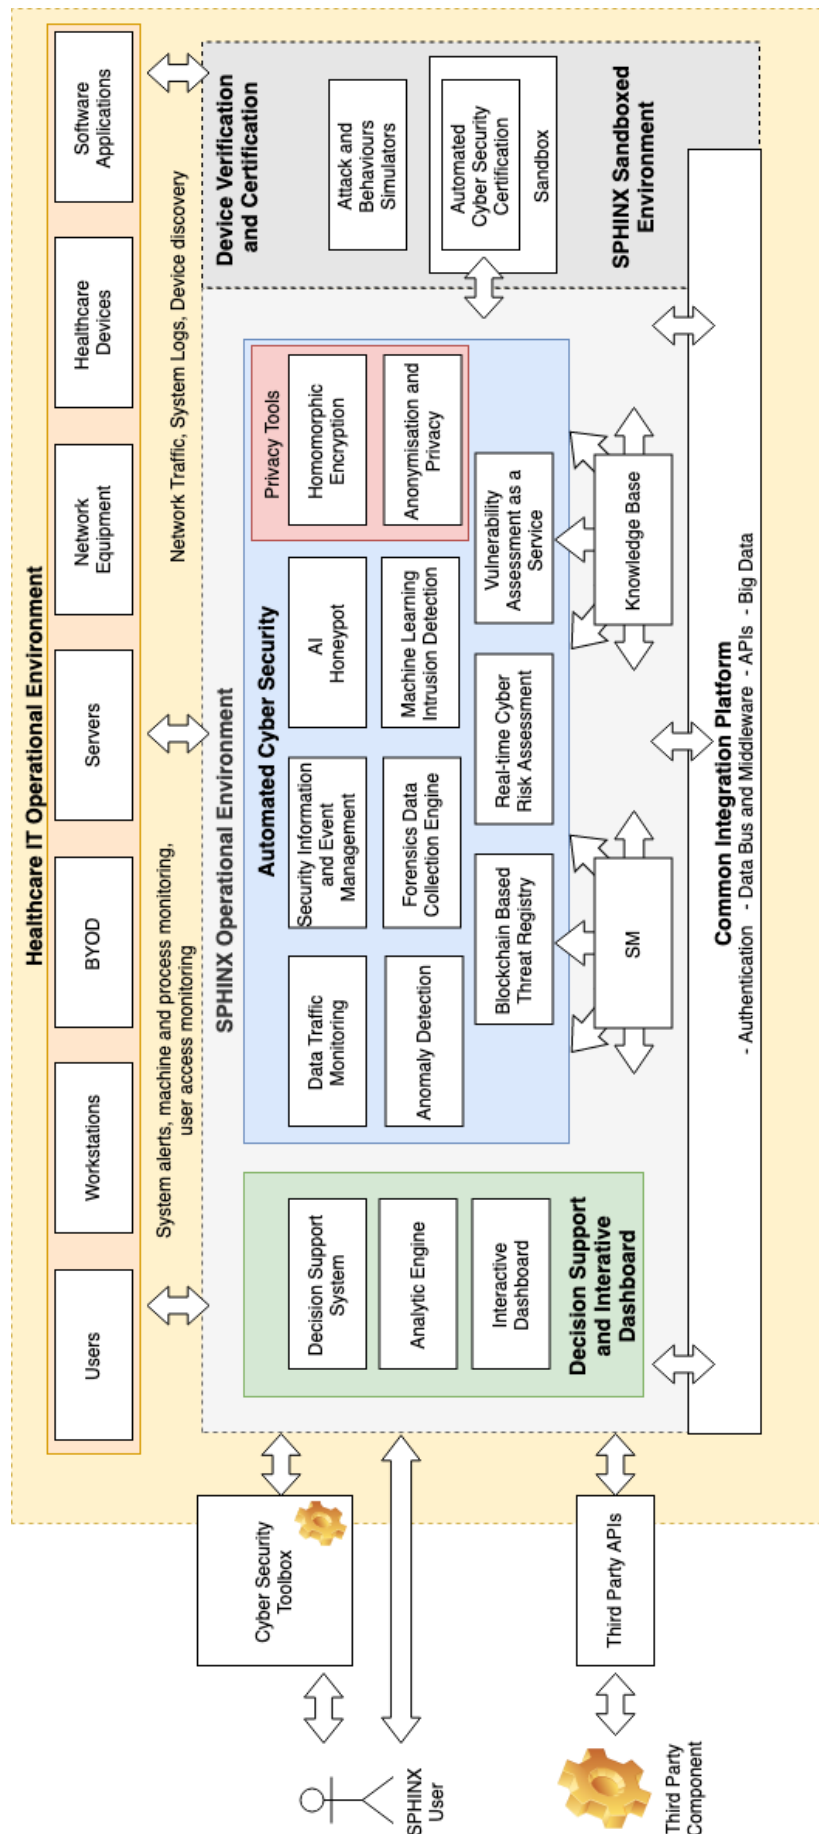 Healthcare IT Operational Environment
Users
Workstations
BYOD
Servers
Network
Equipment
Healthcare
Devices
Software
Applications
System alerts, machine and process monitoring,
user access monitoring
Network Traffic, System Logs, Device discovery
SPHINX Operational Environment
Device Verification
and Certification
Cyber Security
Toolbox
SPHINX
User
Third Party APIs
Third Party
Component
Decision Support
System
Analytic Engine
Interactive
Dashboard
Decision Support
and Interative
Dashboard
Automated Cyber Security
Data Traffic
Monitoring
Security Information
and Event
Management
AI
Honeypot
Privacy Tools
Homomorphic
Encryption
Anomaly Detection
Forensics Data
Collection Engine
Machine Learning
Intrusion Detection
Anonymisation and
Privacy
Blockchain Based
Threat Registry
Real-time Cyber
Risk Assessment
Vulnerability
Assessment as a
Service
Attack and
Behaviours
Simulators
Automated
Cyber Security
Certification
Sandbox
SPHINX Sandboxed
Environment
SM
Knowledge Base
Common Integration Platform
- Authentication - Data Bus and Middleware - APIs - Big Data